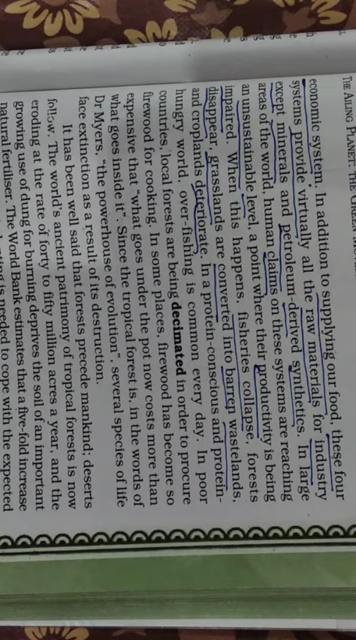 THE AILING PLANET: THE GREEN
economic system. In addition to supplying our food, these four
systems provide virtually all the raw materials for industry
except minerals and petroleum-derived synthetics. In large
areas of the world, human claims on these systems are reaching
an unsustainable level, a point where their productivity is being
impaired. When this happens, fisheries collapse, forests
disappear, grasslands are converted into barren wastelands,
and croplands deteriorate. In a protein-conscious and protein-
hungry world, over-fishing is common every day. In poor
countries, local forests are being decimated in order to procure
firewood for cooking. In some places, firewood has become so
expensive that "what goes under the pot now costs more than
what goes inside it". Since the tropical forest is, in the words of
Dr Myers, "the powerhouse of evolution", several species of life
face extinction as a result of its destruction.
It has been well said that forests precede mankind; deserts
follow. The world's ancient patrimony of tropical forests is now
eroding at the rate of forty to fifty million acres a year, and the
growing use of dung for burning deprives the soil of an important
natural fertiliser. The World Bank estimates that a five-fold increase
is needed to cope with the expected